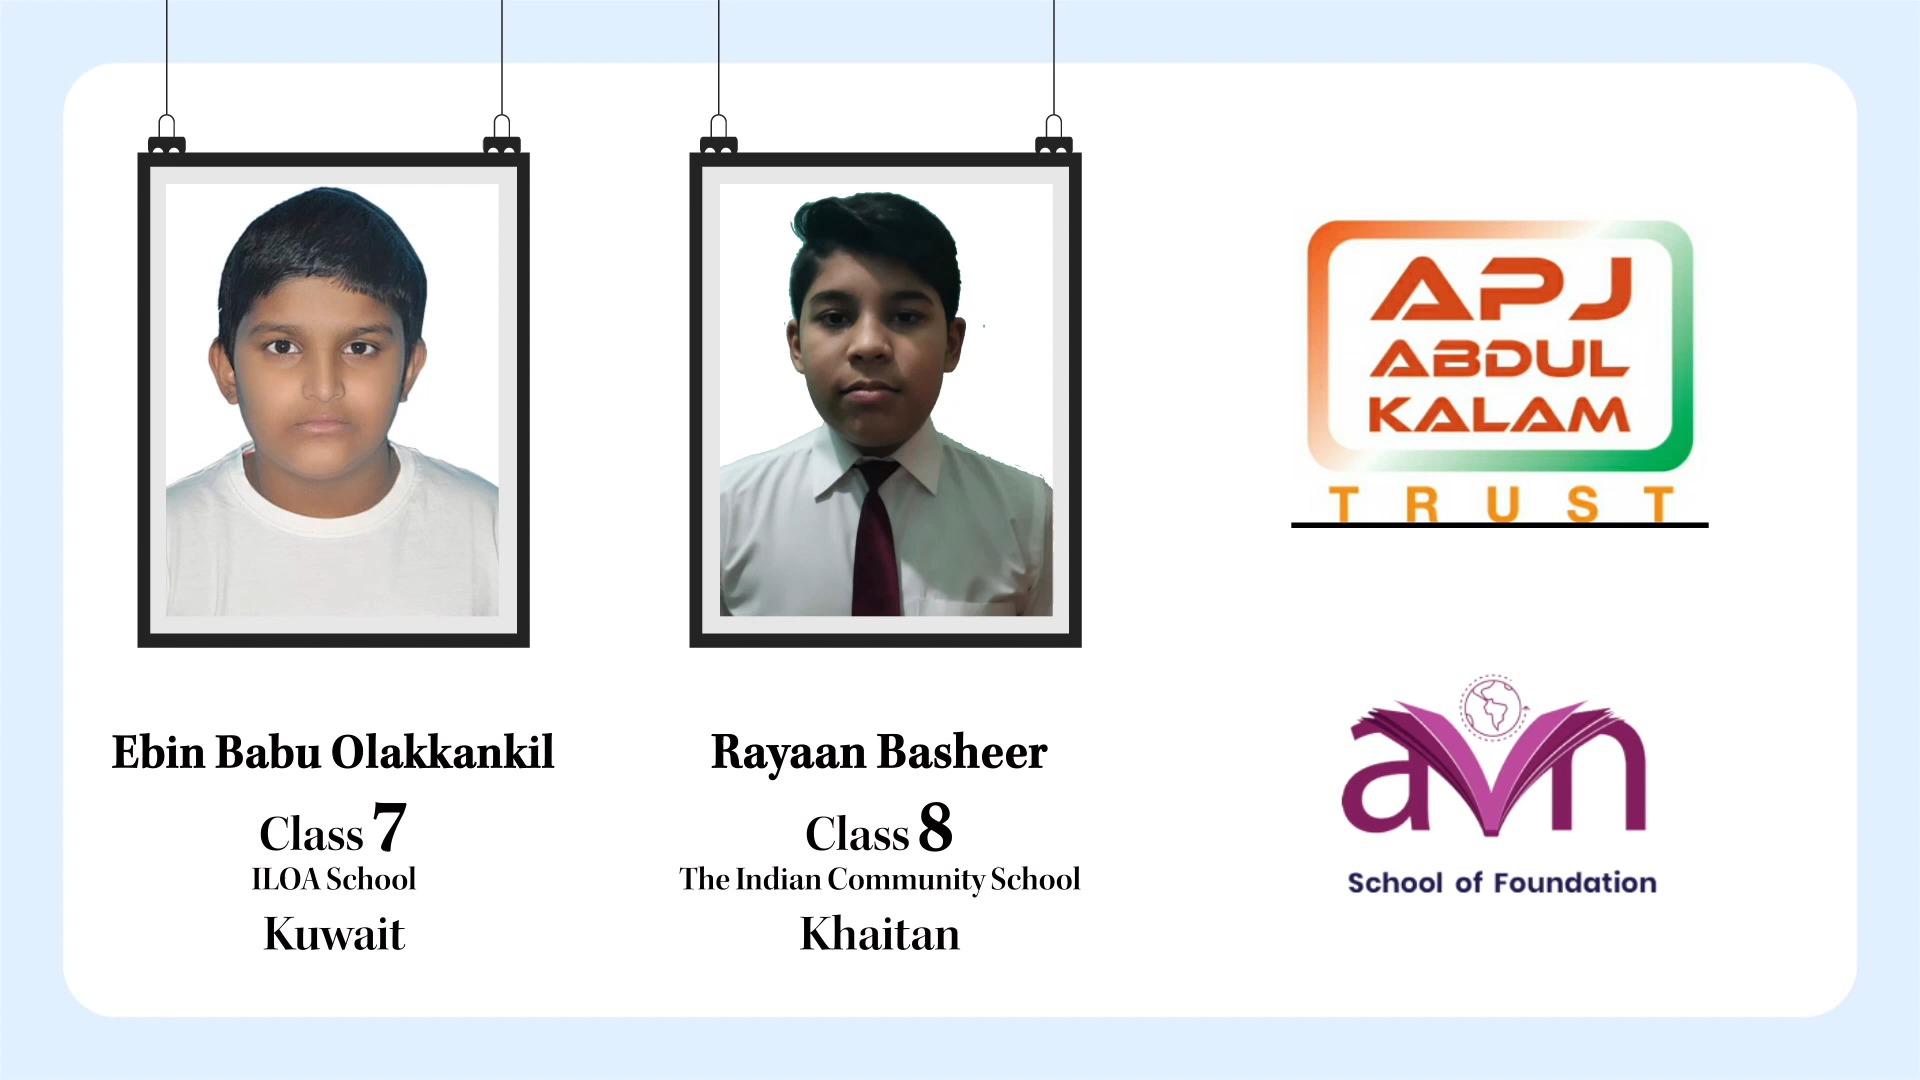 Ebin Babu Olakkankil
Class 7
ILOA School
Kuwait
Rayaan Basheer
Class 8
The Indian Community School
Khaitan
APJ
ABDUL
KALAM
TRUST
avn
School of Foundation